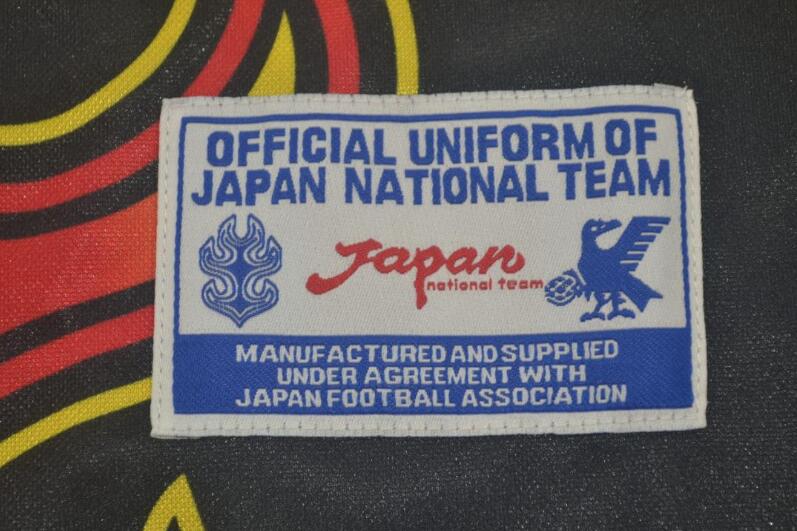 OFFICIAL UNIFORM OF
JAPAN NATIONAL TEAM
Japan
national team
MANUFACTURED AND SUPPLIED
UNDER AGREEMENT WITH
JAPAN FOOTBALL ASSOCIATION